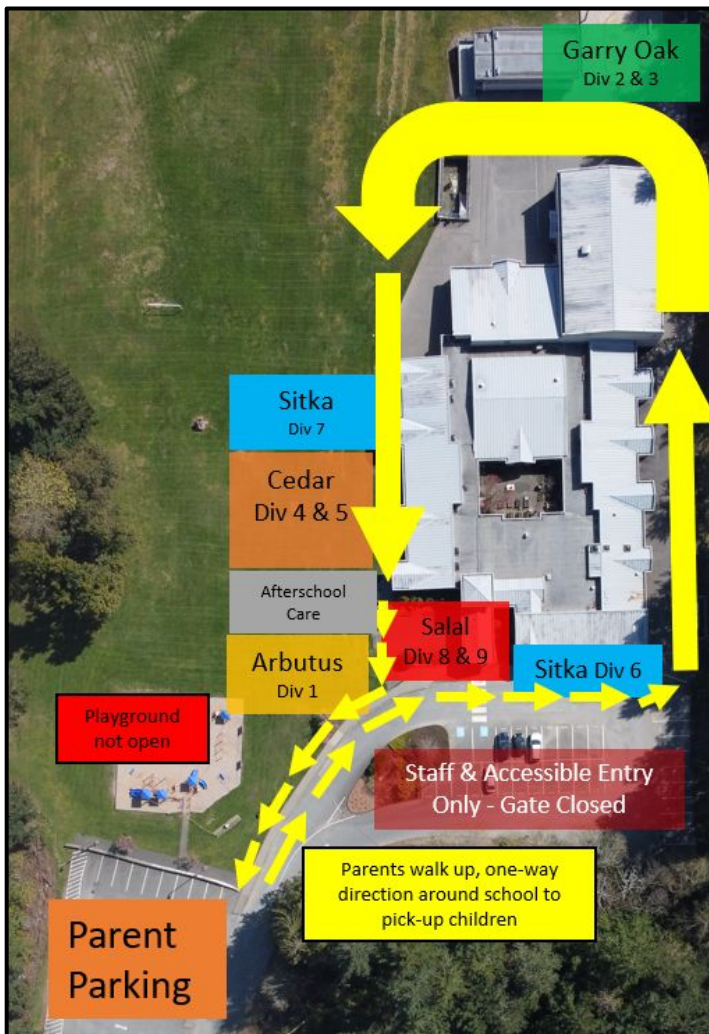 Garry Oak
Div 2 & 3
Sitka
Div 7
Cedar
Div 4 & 5
Afterschool
Care
Salal
Div 8 & 9
Arbutus
Div 1
Sitka Div 6
Playground
not open
Staff & Accessible Entry
Only - Gate Closed
Parents walk up, one-way
direction around school to
pick-up children
Parent
Parking